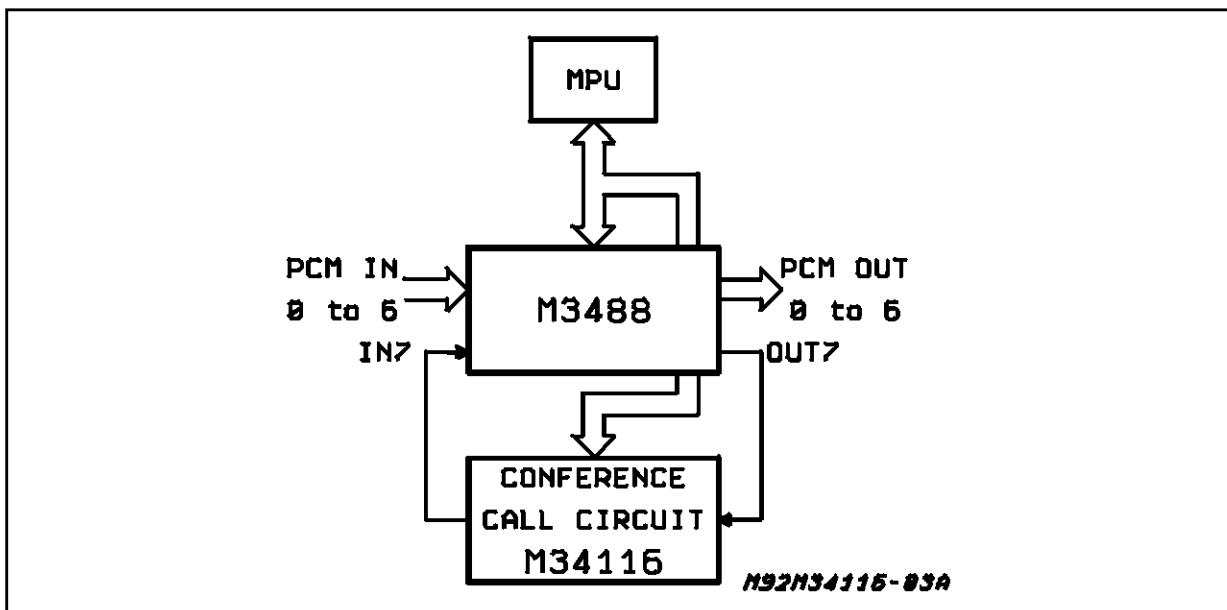 MPU
PCM IN
0 to 6
IN7
M3488
PCM OUT
0 to 6
OUT7
CONFERENCE
CALL CIRCUIT
M34116
M92M34116-03A